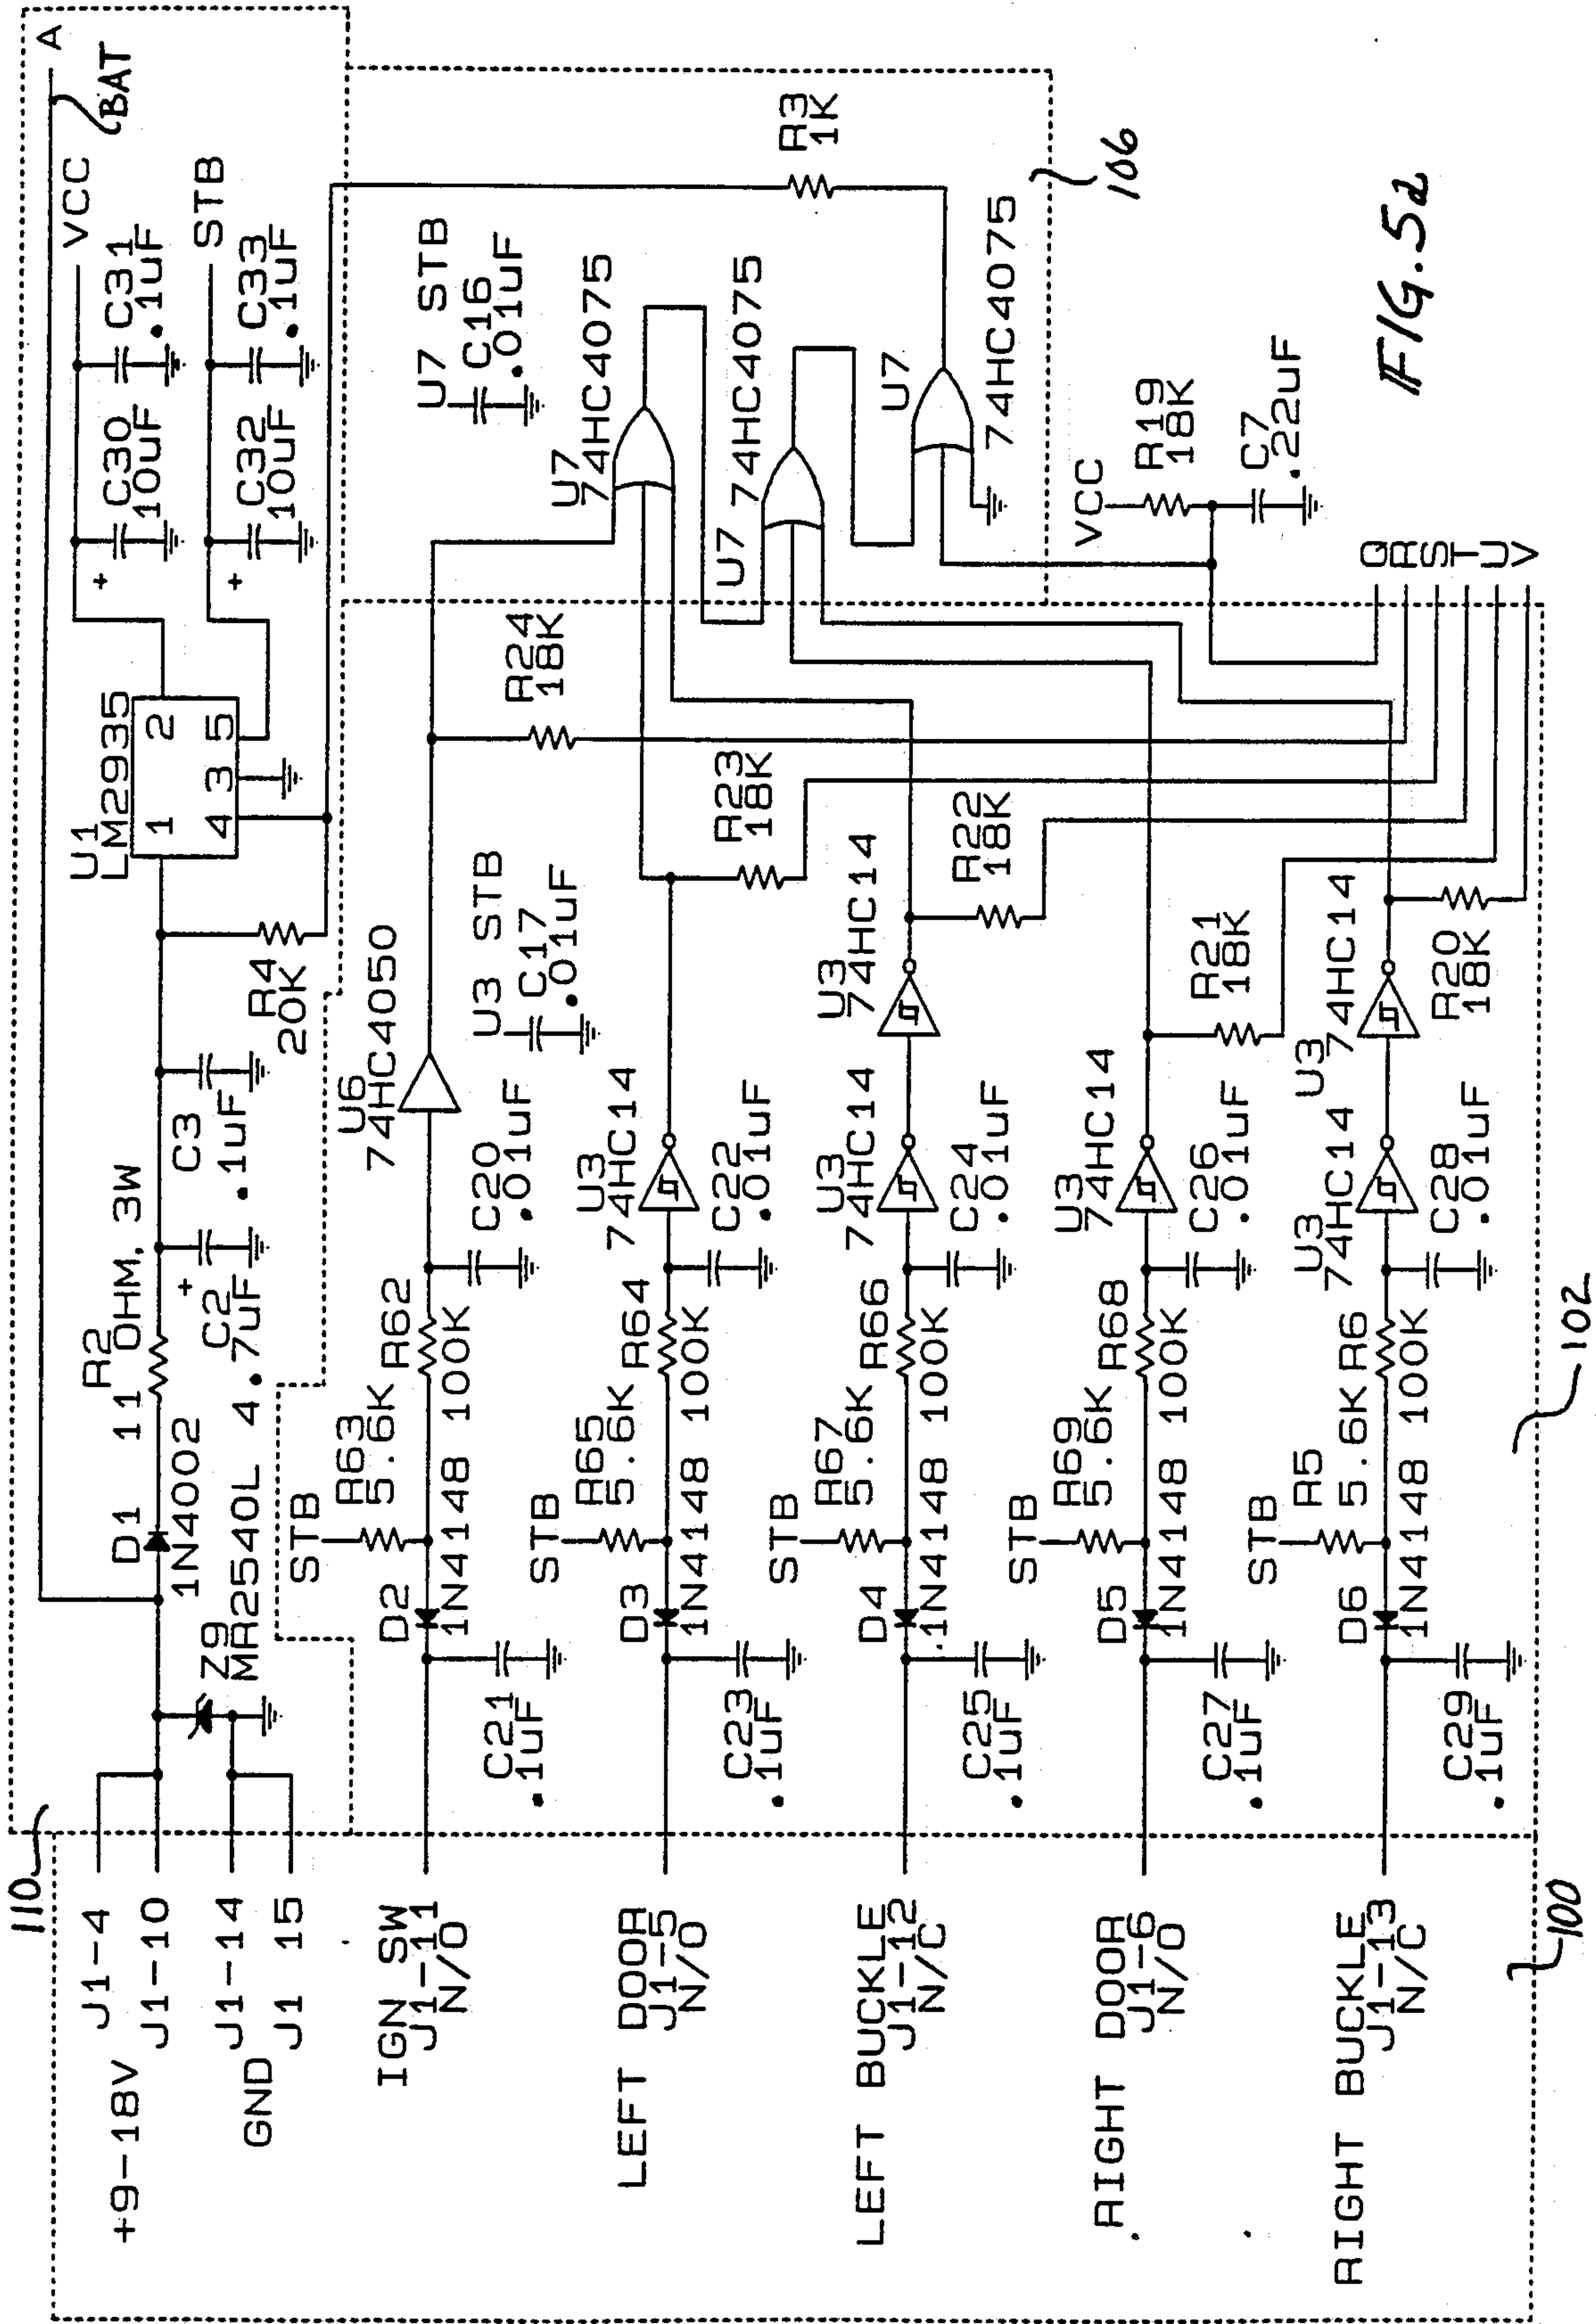 110
J1-4
+9-18V
J1-10
J1-14
GND
J1 15
Z9
MR2540L
D1
1N4002
R2
11 OHM, 3W
C2
4.7uF
+
C3
.1uF
R4
20K
U1
LM2935
1 2
4 3 5
+
C30
10uF
C31
.1uF
VCC
+
C32
10uF
C33
.1uF
STB
A
BAT
IGN SW
J1-11
N/O
C21
.1uF
D2
1N4148
STB
R63
5.6K
R62
100K
C20
.01uF
U6
74HC4050
U3 STB
C17
.01uF
R24
18K
U7 STB
C16
.01uF
R3
1K
LEFT DOOR
J1-5
N/O
C23
.1uF
D3
1N4148
STB
R65
5.6K
R64
100K
C22
.01uF
U3
74HC14
R23
18K
U7
74HC4075
LEFT BUCKLE
J1-12
N/C
C25
.1uF
D4
1N4148
STB
R67
5.6K
R66
100K
C24
.01uF
U3
74HC14
U3
74HC14
R22
18K
U7
74HC4075
U7
74HC4075
106
RIGHT DOOR
J1-6
N/O
C27
.1uF
D5
1N4148
STB
R69
5.6K
R68
100K
C26
.01uF
U3
74HC14
R21
18K
VCC
R19
18K
C7
.22uF
RIGHT BUCKLE
J1-13
N/C
C29
.1uF
D6
1N4148
STB
R5
5.6K
R6
100K
C28
.01uF
U3
74HC14
U3
74HC14
R20
18K
Q
R
S
T
U
V
100
102
FIG. 5a